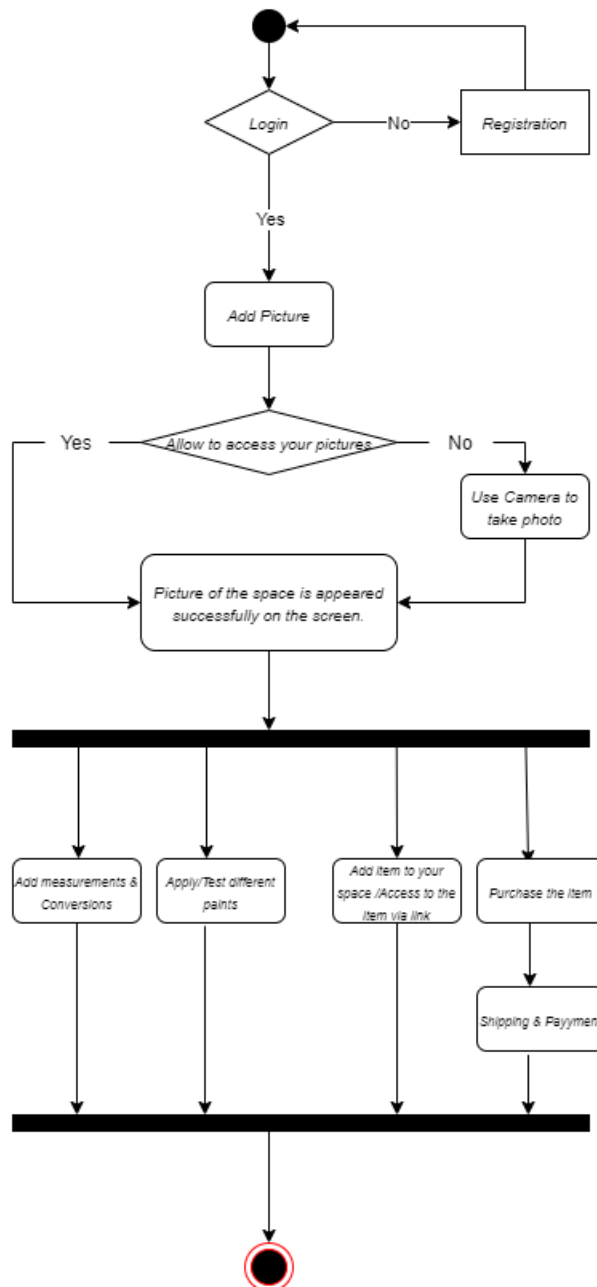 Login
No
Registration
Yes
Add Picture
Yes
Allow to access your pictures
No
Use Camera to
take photo
Picture of the space is appeared
successfully on the screen.
Add measurements &
Conversions
Apply/Test different
paints
Add item to your
space /Access to the
item via link
Purchase the item
Shipping & Payymen